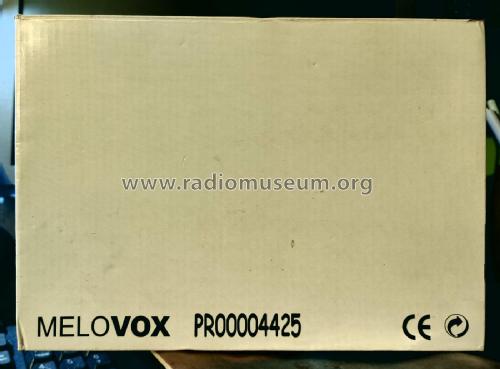 www.radiomuseum.org
MELOVOX PRO0004425 CE